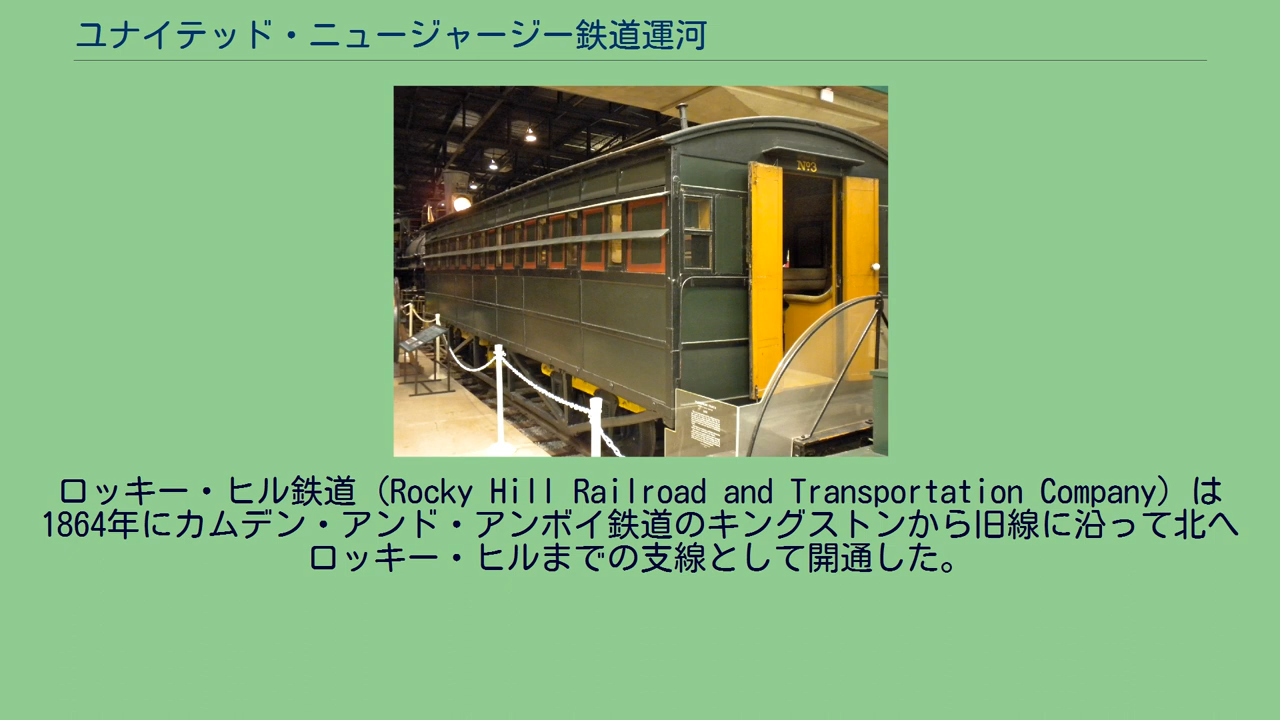 ユナイテッド・ニュージャージー鉄道運河
№3
ロッキー・ヒル鉄道（Rocky Hill Railroad and Transportation Company）は
1864年にカムデン・アンド・アンボイ鉄道のキングストンから旧線に沿って北へ
ロッキー・ヒルまでの支線として開通した。